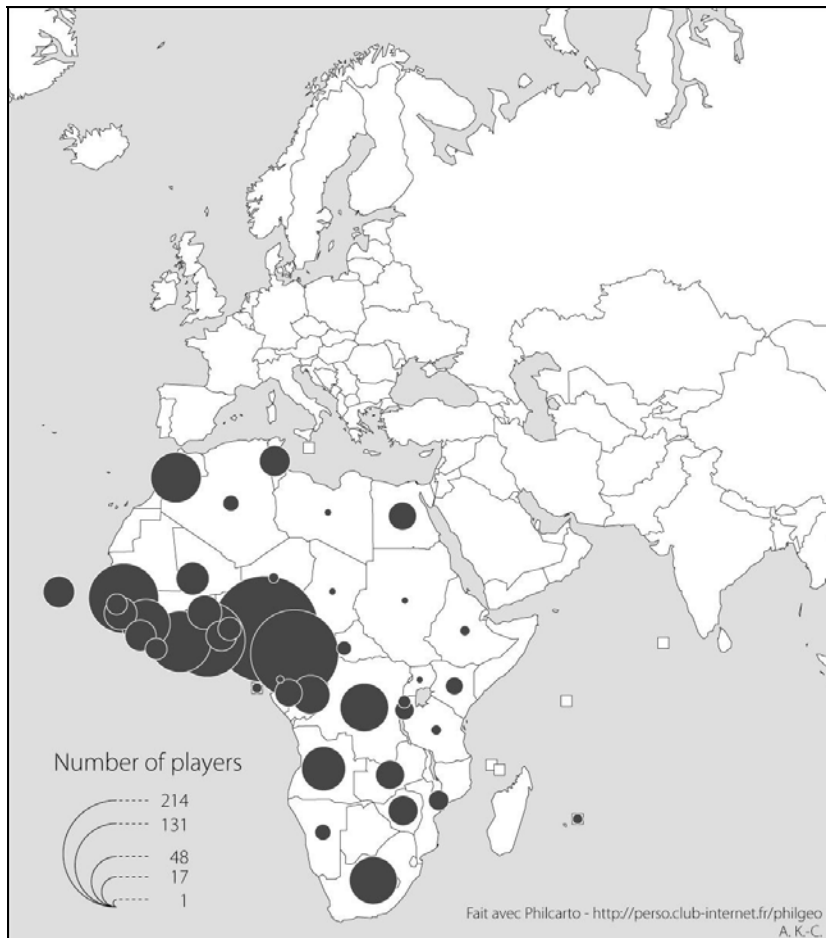 Number of players
214
131
48
17
1
Fait avec Philcarto - http://perso.club-internet.fr/philgeo
A. K.-C.